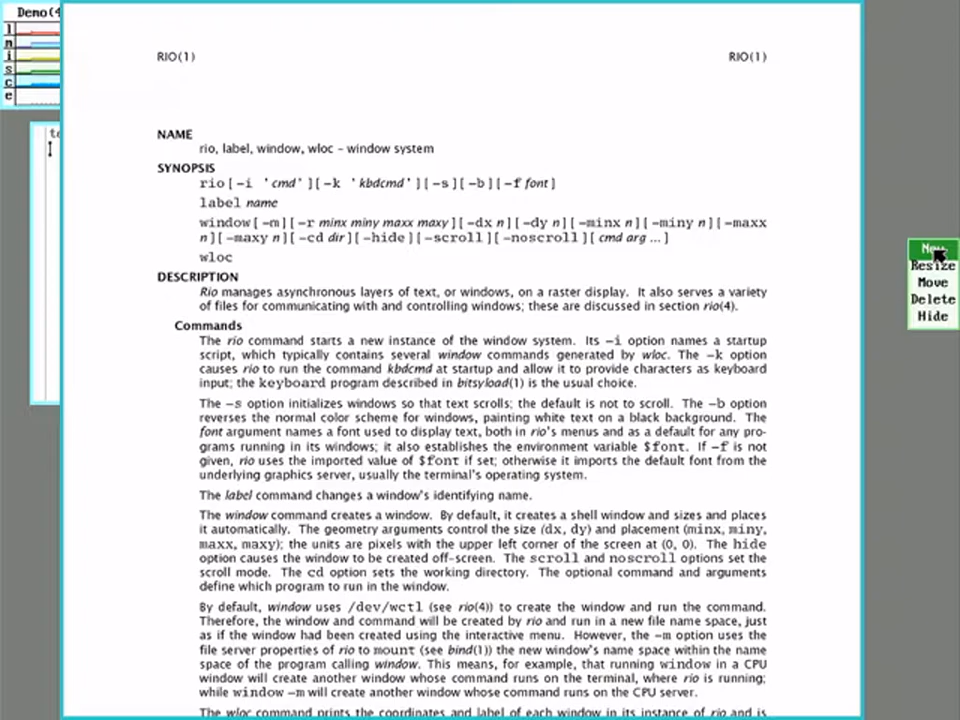 Demo(4
l
m
i
s
c
e
RIO(1) RIO(1)
NAME
rio, label, window, wloc – window system
SYNOPSIS
rio [ –i 'cmd' ] [ –k 'kbdcmd' ] [ –s ] [ –b ] [ –f font ]
label name
window [ –m ] [ –r minx miny maxx maxy ] [ –dx n ] [ –dy n ] [ –minx n ] [ –miny n ] [ –maxx
n ] [ –maxy n ] [ –cd dir ] [ –hide ] [ –scroll ] [ –noscroll ] [ cmd arg ... ]
wloc
DESCRIPTION
Rio manages asynchronous layers of text, or windows, on a raster display. It also serves a variety
of files for communicating with and controlling windows; these are discussed in section rio(4).
Commands
The rio command starts a new instance of the window system. Its –i option names a startup
script, which typically contains several window commands generated by wloc. The –k option
causes rio to run the command kbdcmd at startup and allow it to provide characters as keyboard
input; the keyboard program described in bitsyload(1) is the usual choice.
The –s option initializes windows so that text scrolls; the default is not to scroll. The –b option
reverses the normal color scheme for windows, painting white text on a black background. The
font argument names a font used to display text, both in rio's menus and as a default for any pro-
grams running in its windows; it also establishes the environment variable $font. If –f is not
given, rio uses the imported value of $font if set; otherwise it imports the default font from the
underlying graphics server, usually the terminal's operating system.
The label command changes a window's identifying name.
The window command creates a window. By default, it creates a shell window and sizes and places
it automatically. The geometry arguments control the size (dx, dy) and placement (minx, miny,
maxx, maxy); the units are pixels with the upper left corner of the screen at (0, 0). The hide
option causes the window to be created off-screen. The scroll and noscroll options set the
scroll mode. The cd option sets the working directory. The optional command and arguments
define which program to run in the window.
By default, window uses /dev/wctl (see rio(4)) to create the window and run the command.
Therefore, the window and command will be created by rio and run in a new file name space, just
as if the window had been created using the interactive menu. However, the –m option uses the
file server properties of rio to mount (see bind(1)) the new window's name space within the name
space of the program calling window. This means, for example, that running window in a CPU
window will create another window whose command runs on the terminal, where rio is running;
while window –m will create another window whose command runs on the CPU server.
The wloc command prints the coordinates and label of each window in its instance of rio and is
New
Resize
Move
Delete
Hide